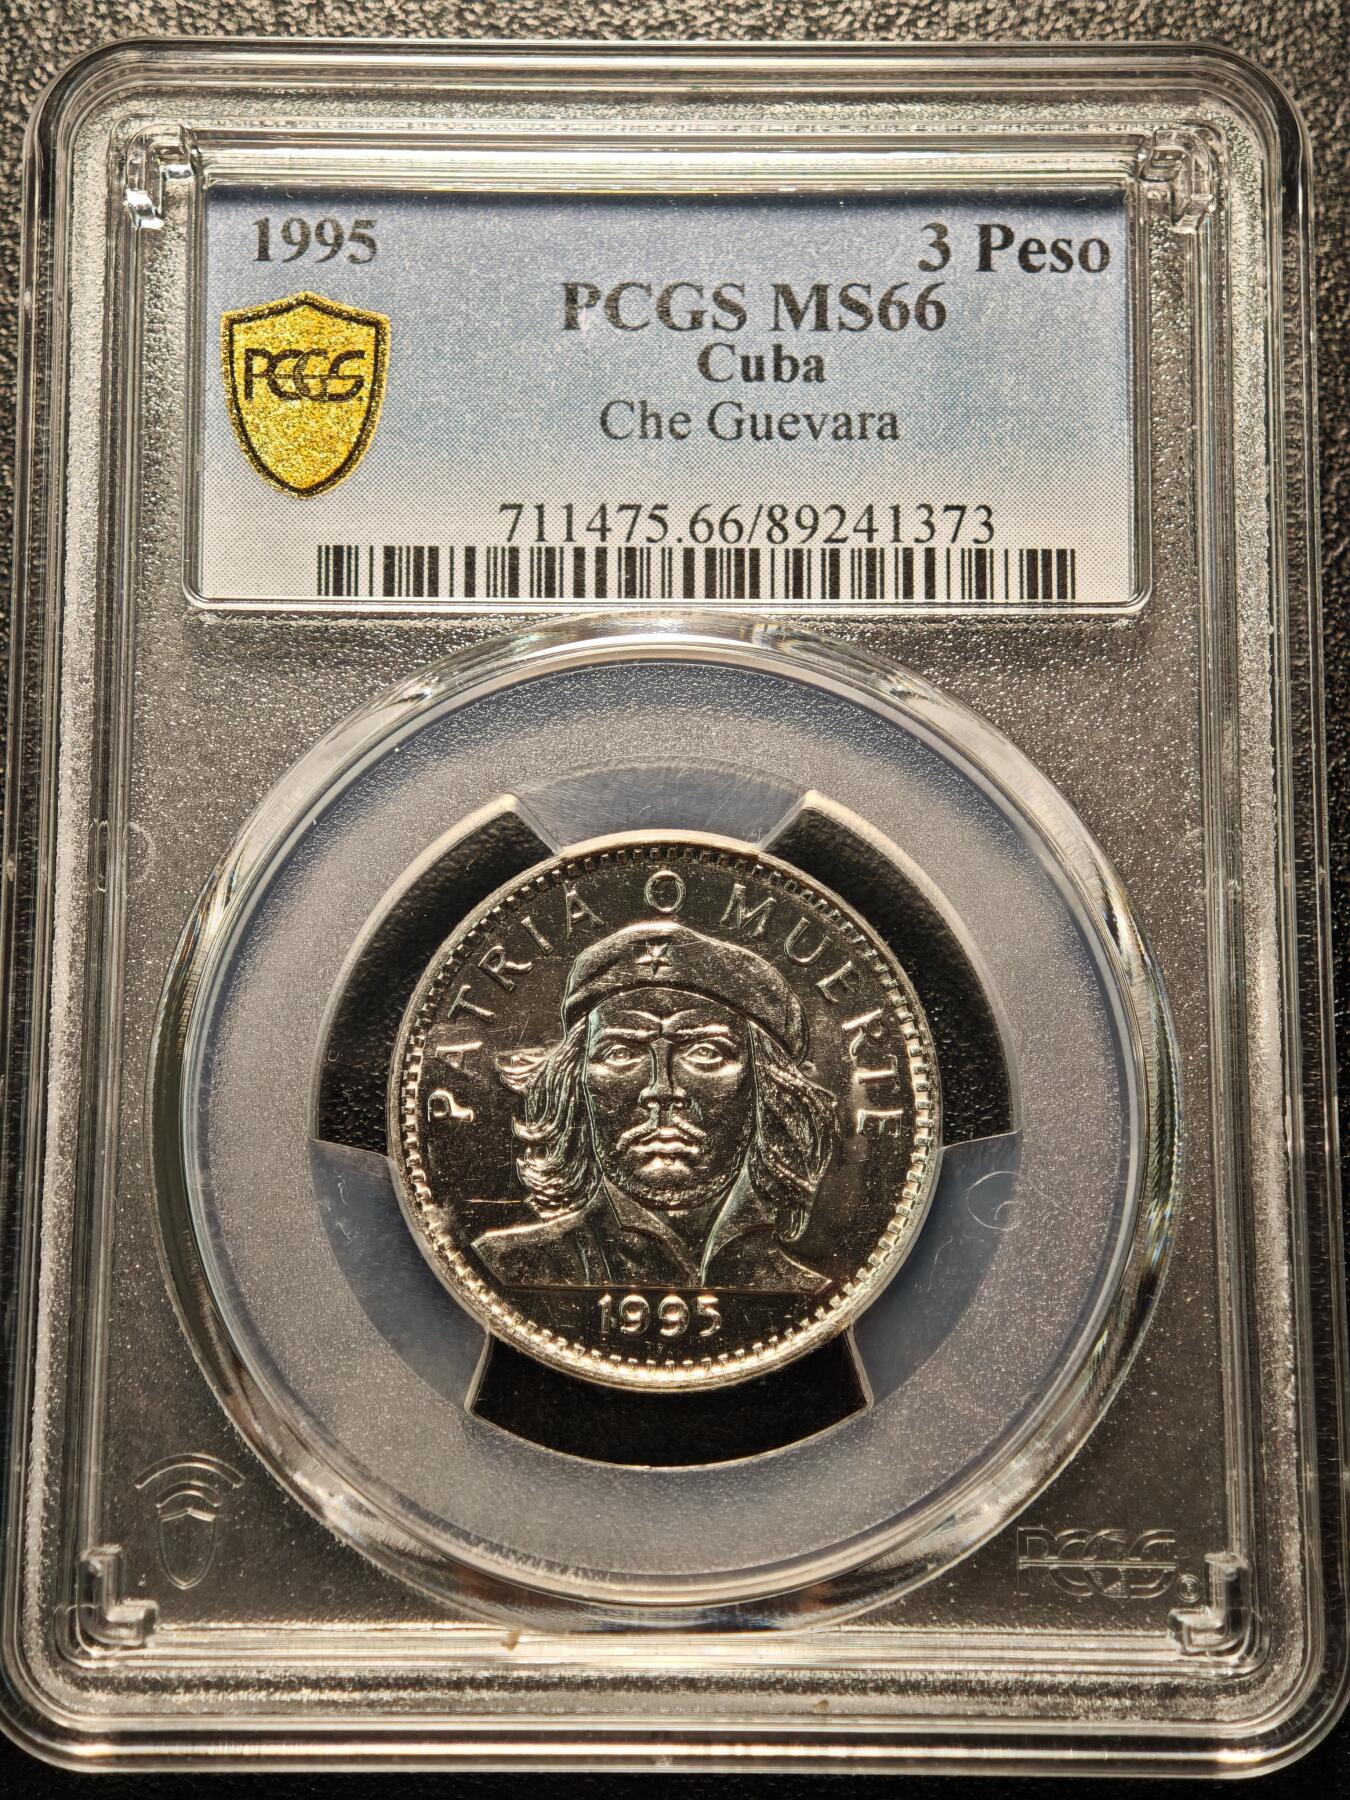 1995
3 Peso
PCGS MS66
Cuba
Che Guevara
PCGS
711475.66/89241373
PATRIA O MUERTE
1995
PCGS